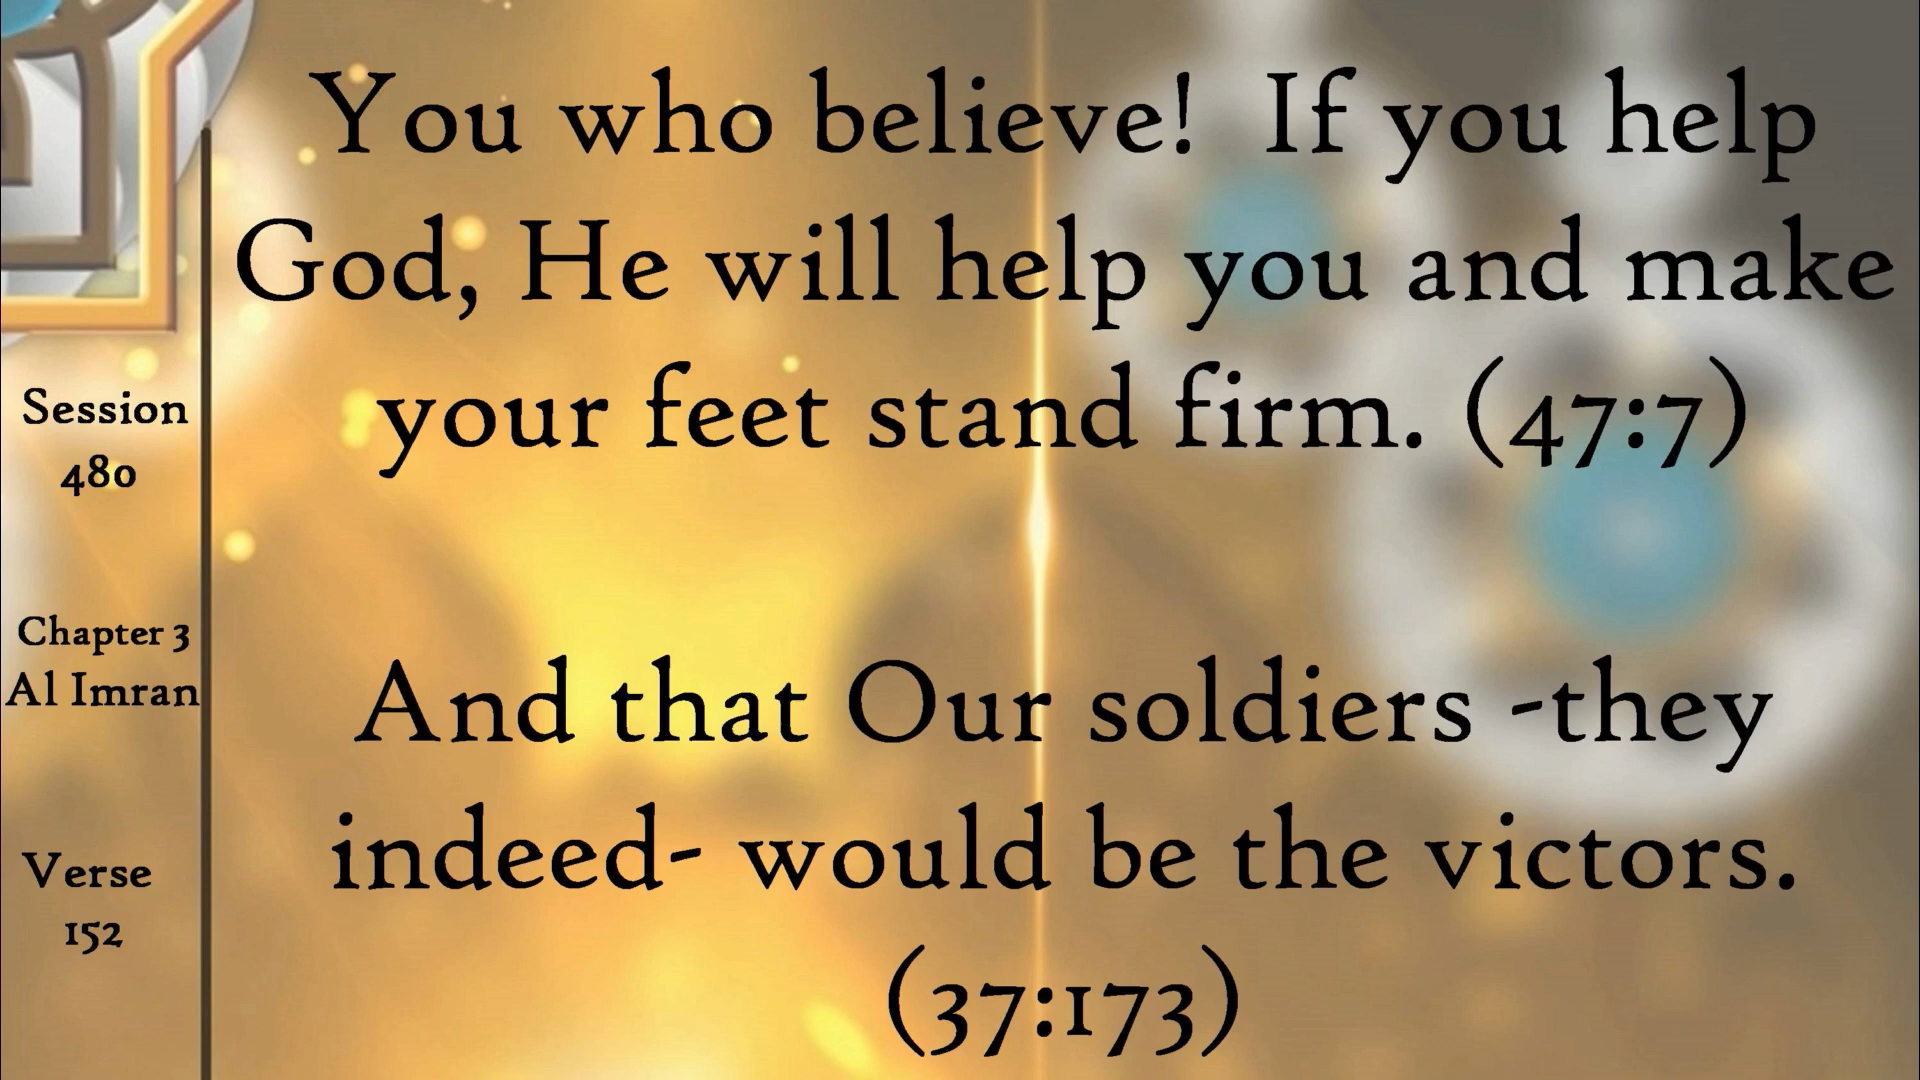 You who believe! If you help
God, He will help you and make
your feet stand firm. (47:7)
And that Our soldiers -they
indeed- would be the victors.
(37:173)
Session
480
Chapter 3
Al Imran
Verse
152